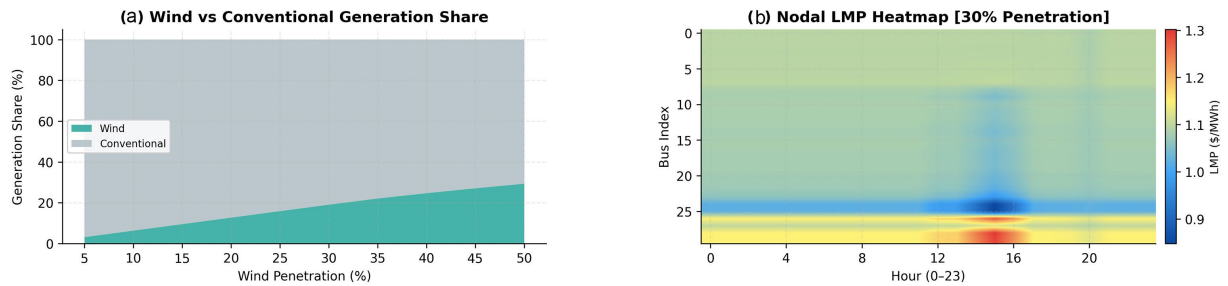 (a) Wind vs Conventional Generation Share
100
80
60
40
20
0
Generation Share (%)
Wind
Conventional
5 10 15 20 25 30 35 40 45 50
Wind Penetration (%)
(b) Nodal LMP Heatmap [30% Penetration]
0
5
10
15
20
25
Bus Index
0 4 8 12 16 20
Hour (0–23)
1.3
1.2
1.1
1.0
0.9
LMP ($/MWh)